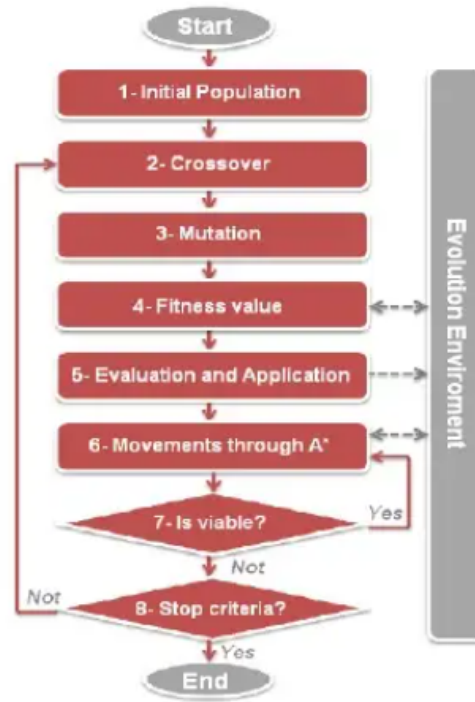 Start
1- Initial Population
2- Crossover
3- Mutation
4- Fitness value
5- Evaluation and Application
6- Movements through A*
7- Is viable?
Yes
Not
8- Stop criteria?
Not
Yes
End
Evolution Enviroment